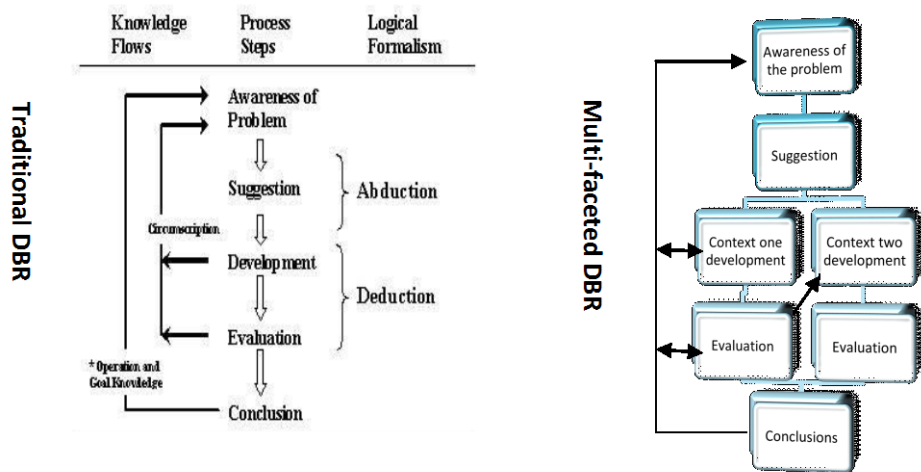 Traditional DBR
Knowledge
Flows
Process
Steps
Logical
Formalism
Awareness of
Problem
Suggestion
Abduction
Circumscription
Development
Deduction
Evaluation
* Operation and
Goal Knowledge
Conclusion
Multi-faceted DBR
Awareness of
the problem
Suggestion
Context one
development
Context two
development
Evaluation
Evaluation
Conclusions